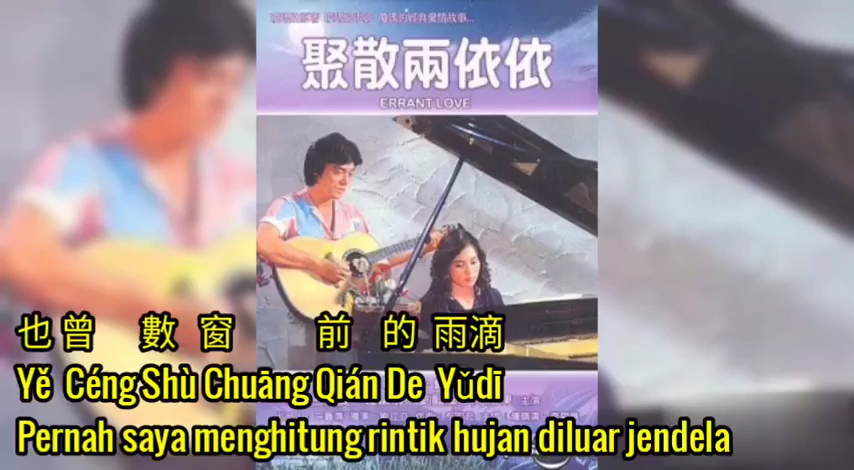 聚散兩依依
ERRANT LOVE
也曾 數窗 前 的 雨滴
Yě Céng Shù Chuāng Qián De Yǔdī
Pernah saya menghitung rintik hujan diluar jendela